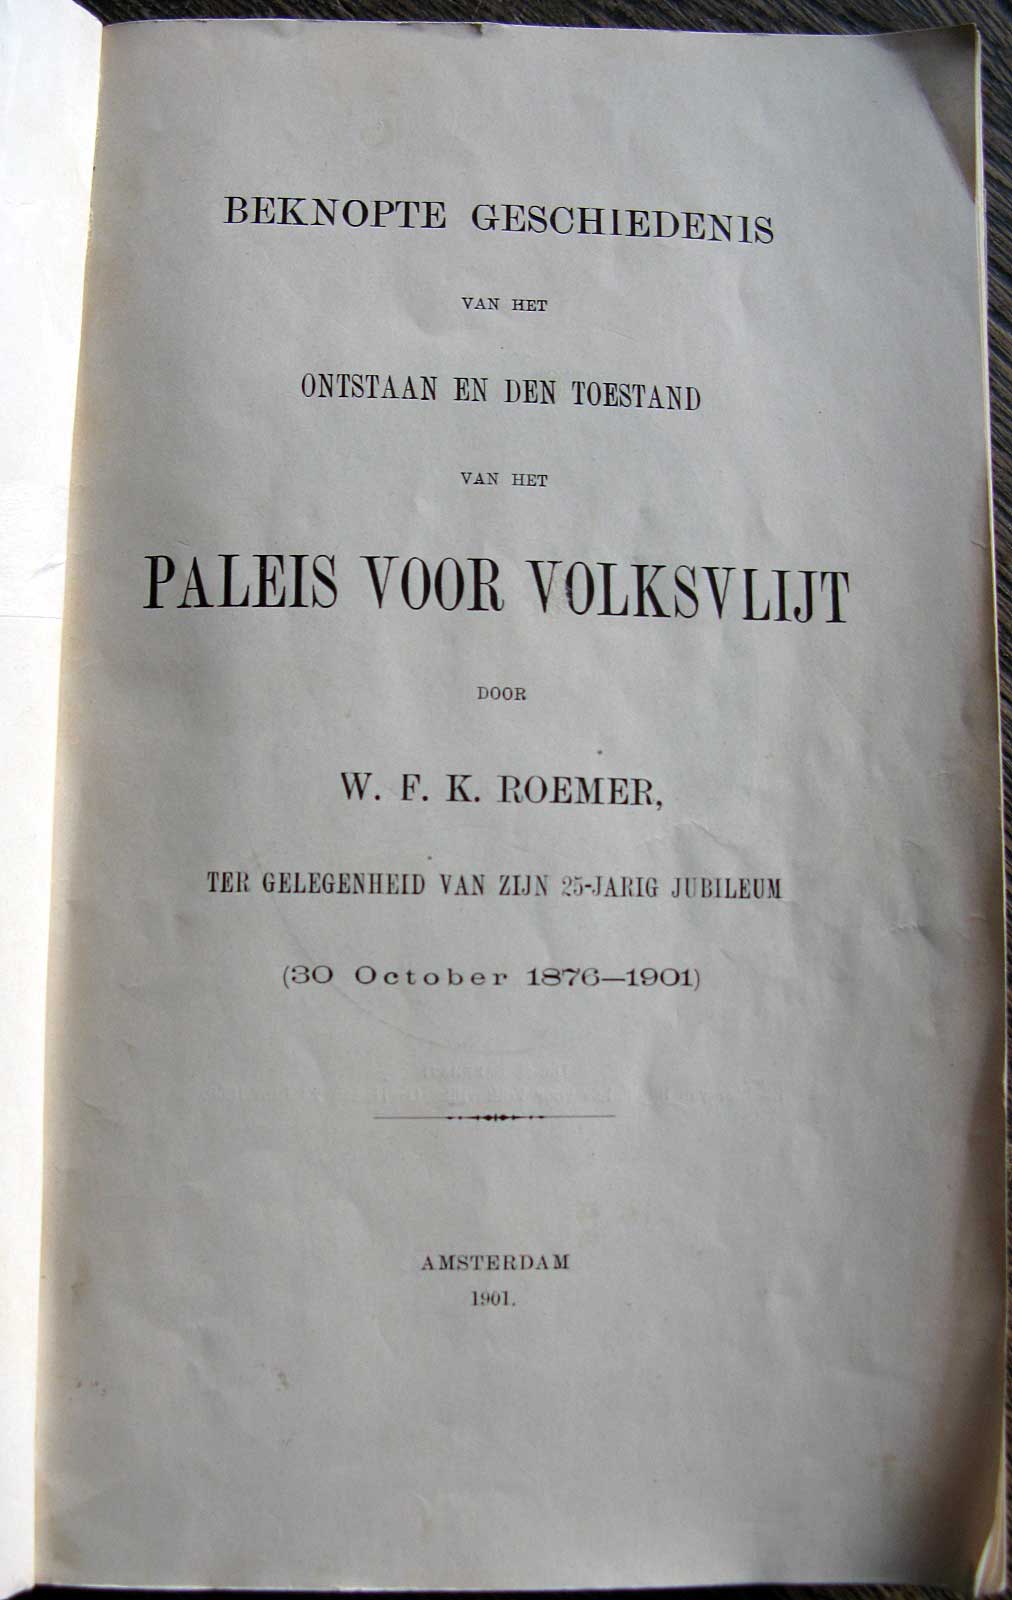 BEKNOPTE GESCHIEDENIS
VAN HET
ONTSTAAN EN DEN TOESTAND
VAN HET
PALEIS VOOR VOLKSVLIJT
DOOR
W. F. K. ROEMER,
TER GELEGENHEID VAN ZIJN 25-JARIG JUBILEUM
(30 October 1876—1901)
AMSTERDAM
1901.